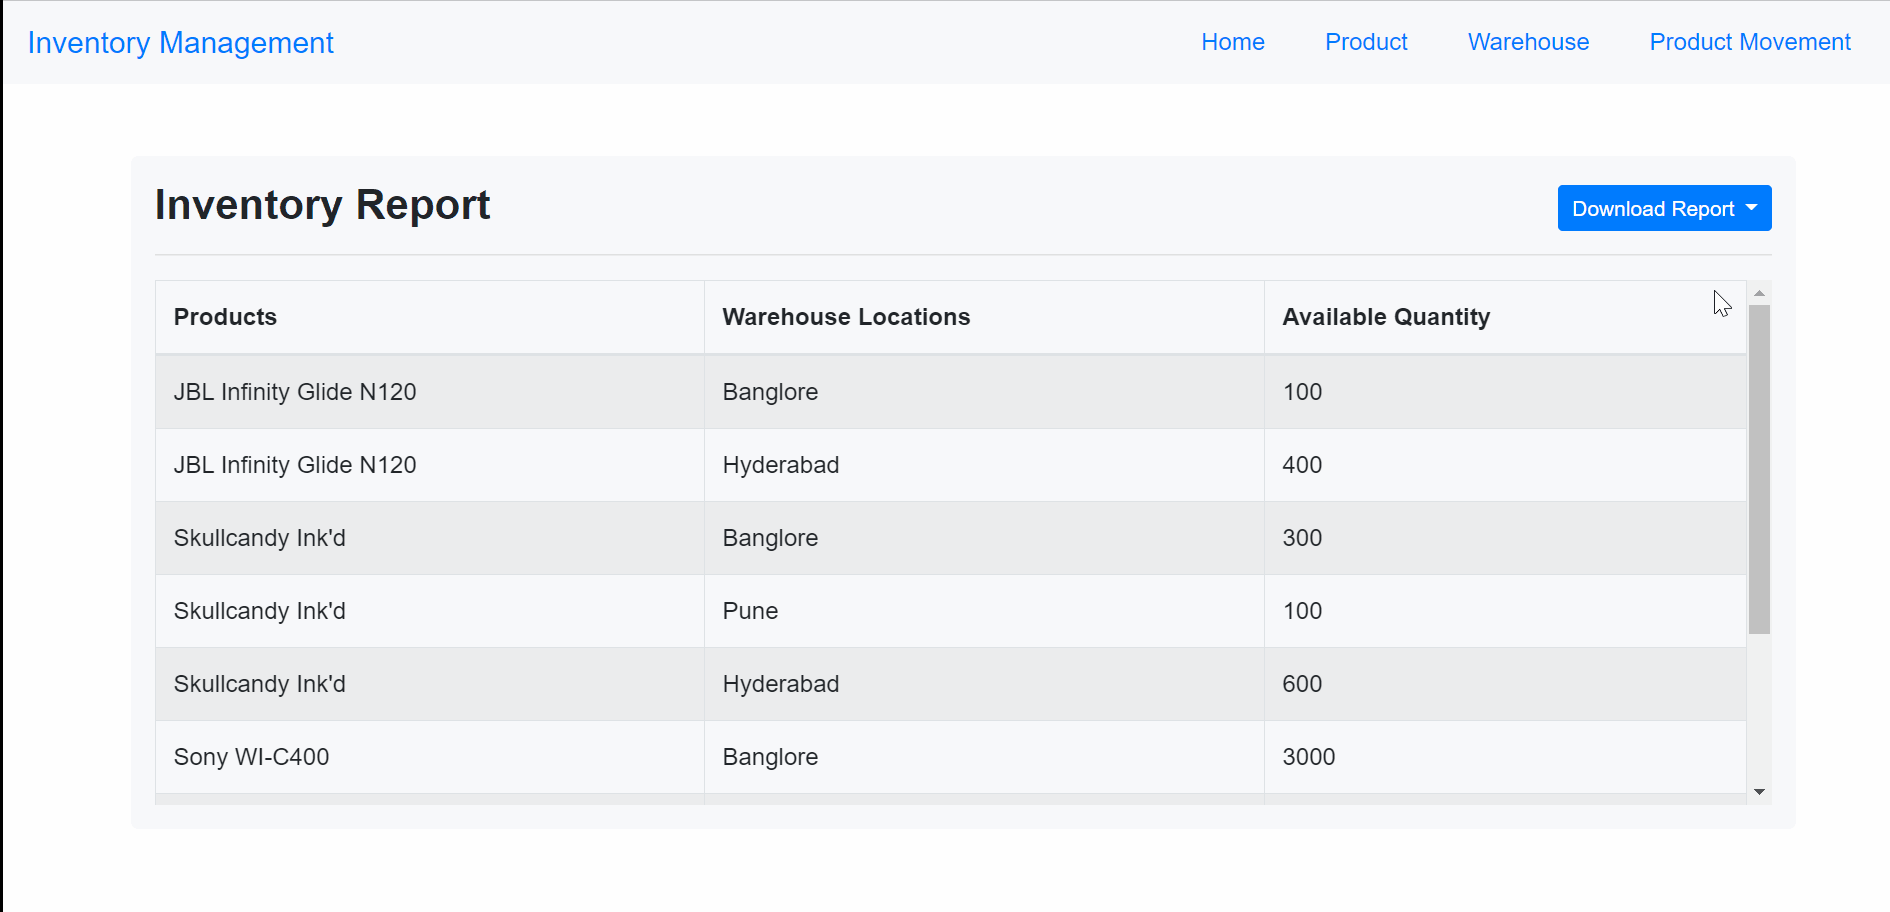 Inventory Management Home Product Warehouse Product Movement
Inventory Report Download Report
Products Warehouse Locations Available Quantity
JBL Infinity Glide N120 Banglore 100
JBL Infinity Glide N120 Hyderabad 400
Skullcandy Ink'd Banglore 300
Skullcandy Ink'd Pune 100
Skullcandy Ink'd Hyderabad 600
Sony WI-C400 Banglore 3000